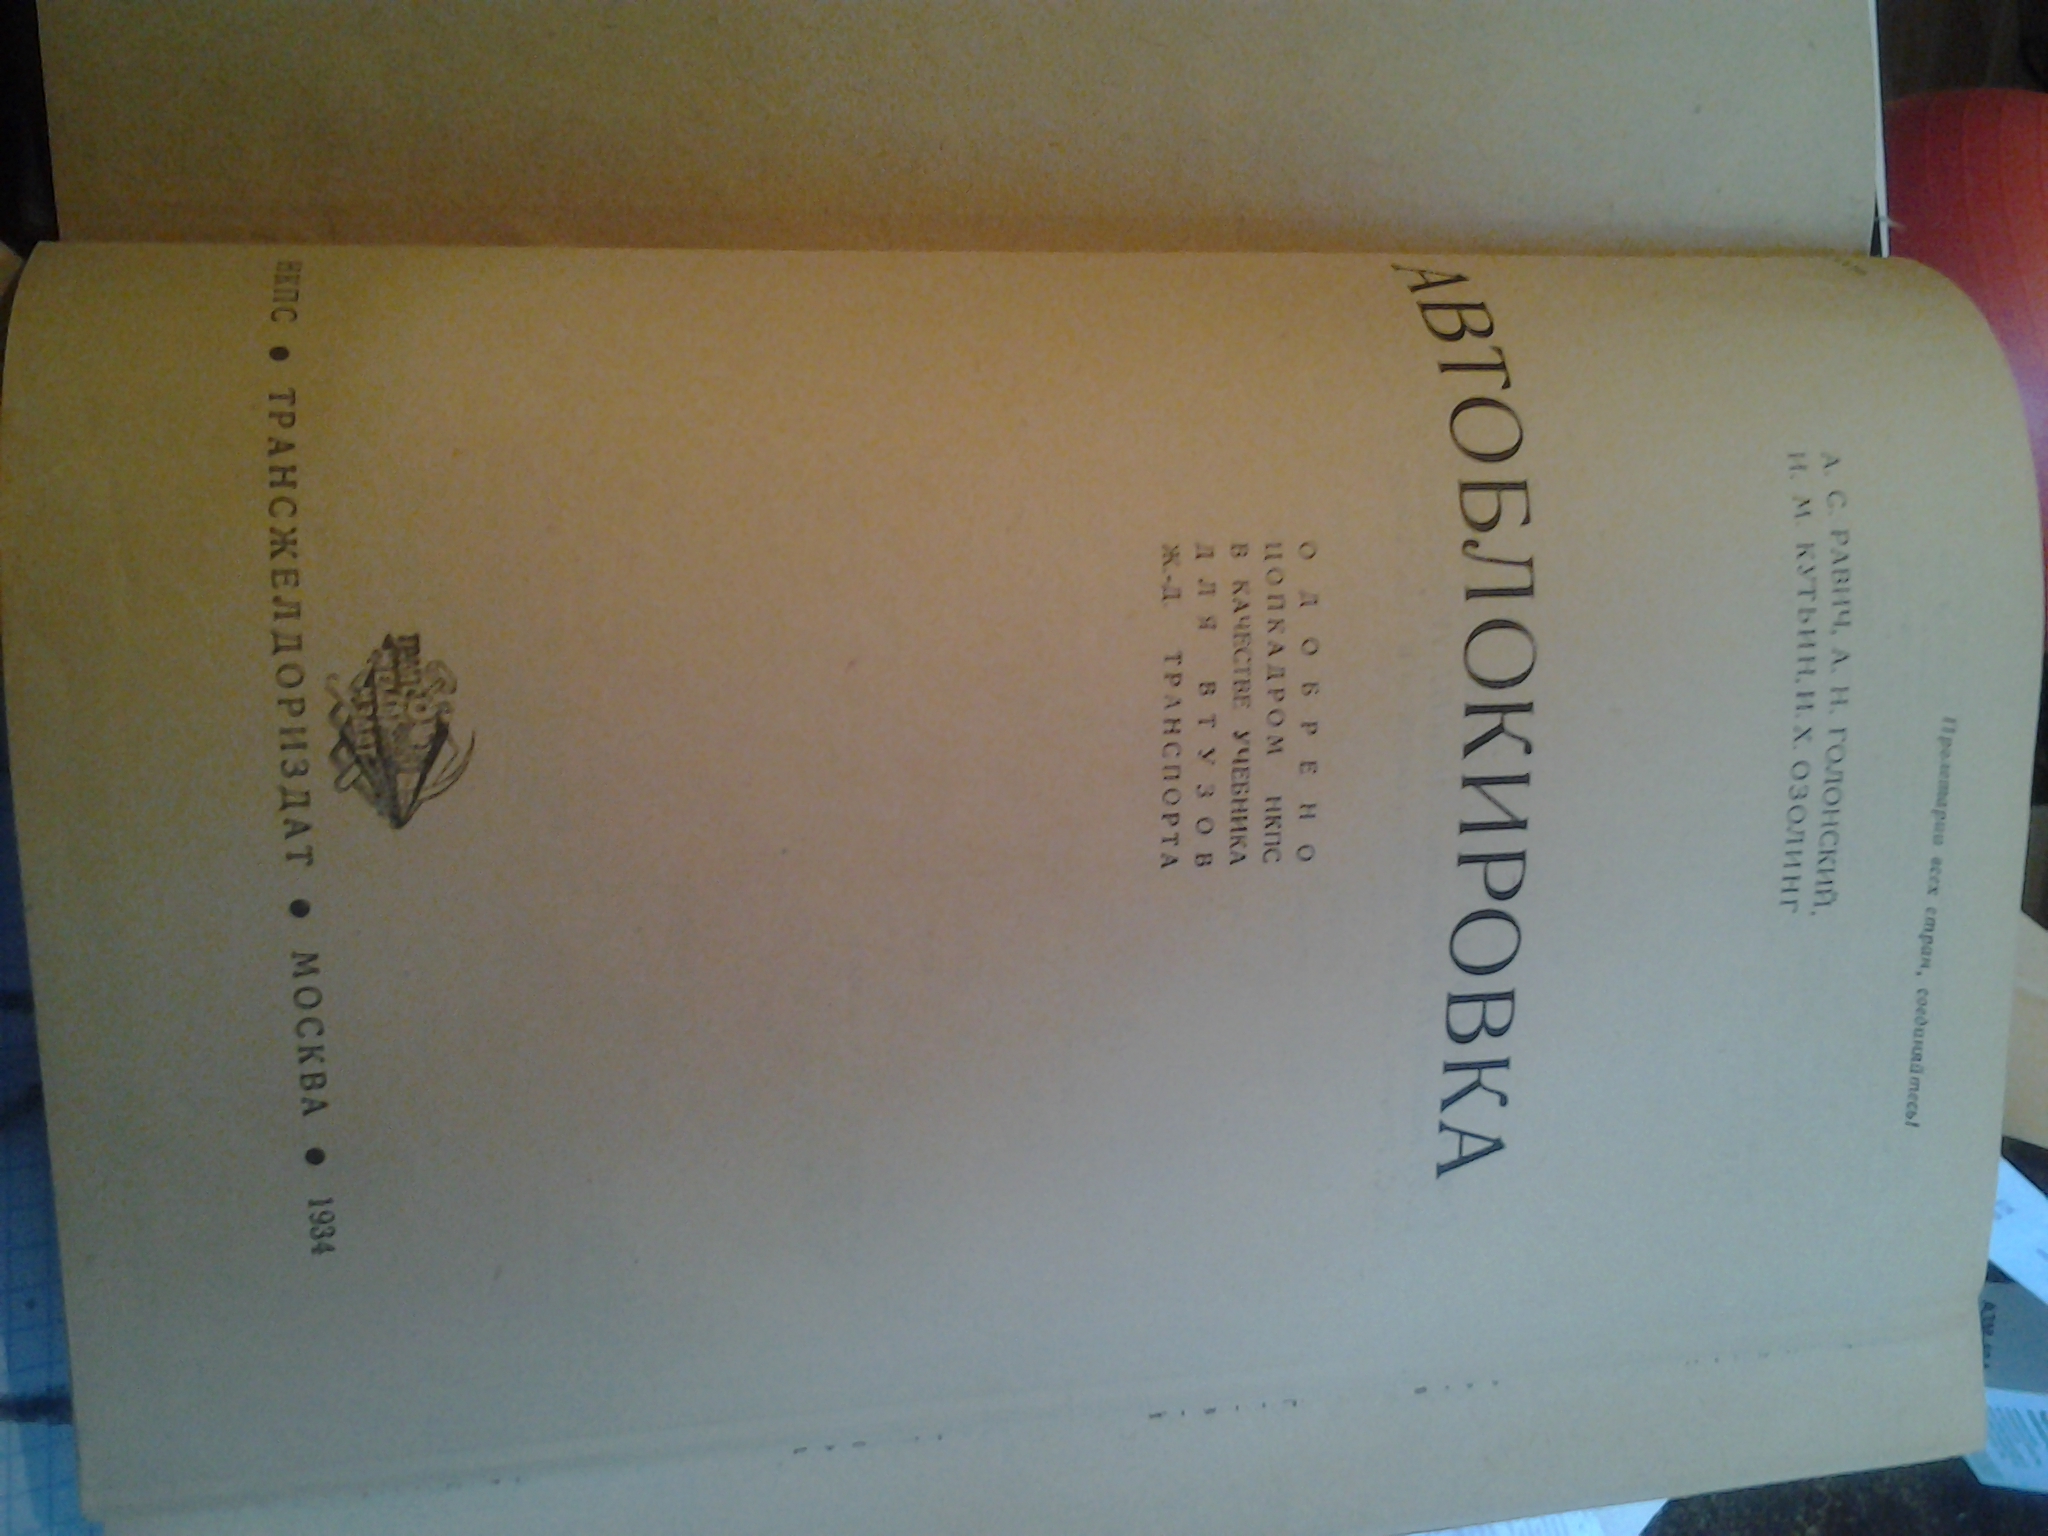 Пролетарии всех стран, соединяйтесь!
А. С. РАВИЧ, А. Н. ГОЛОНСКИЙ,
И. М. КУТЬИН, И. Х. ОЗОЛИНГ
АВТОБЛОКИРОВКА
ОДОБРЕНО
ЦОПКАДРОМ НКПС
В КАЧЕСТВЕ УЧЕБНИКА
ДЛЯ ВТУЗОВ
Ж.-Д. ТРАНСПОРТА
НКПС • ТРАНСЖЕЛДОРИЗДАТ • МОСКВА • 1934